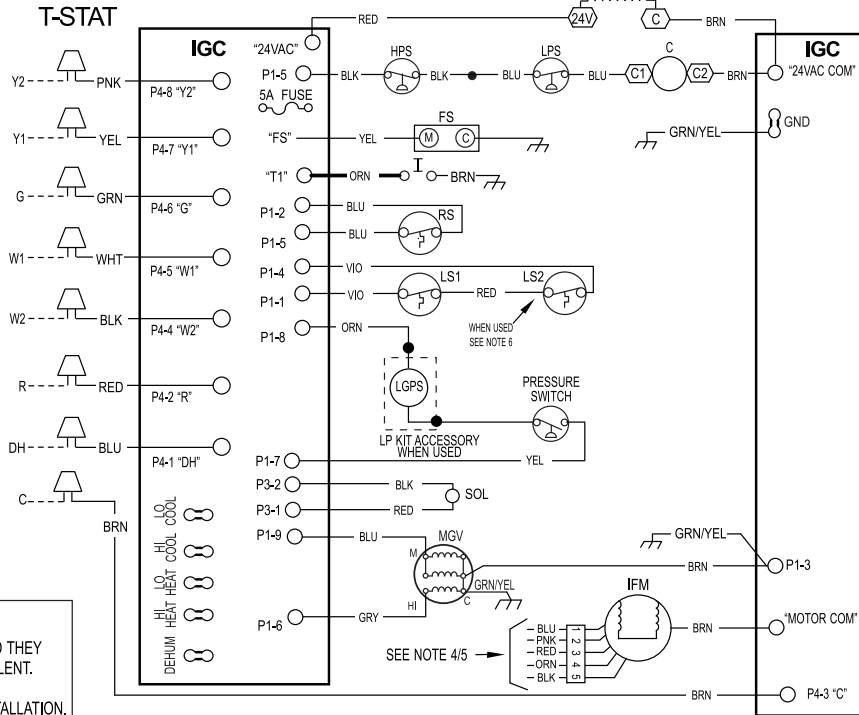 T-STAT
RED
24V
C
BRN
IGC
"24VAC"
IGC
"24VAC COM"
HPS
LPS
C
P1-5
BLK
BLK
BLU
BLU
C1
C2
BRN
Y2
PNK
P4-8 "Y2"
5A FUSE
GND
GRN/YEL
Y1
YEL
P4-7 "Y1"
"FS"
YEL
FS
M
C
"T1"
ORN
BRN
G
GRN
P4-6 "G"
P1-2
BLU
RS
P1-5
BLU
W1
WHT
P4-5 "W1"
P1-4
VIO
LS1
RED
LS2
P1-1
VIO
W2
BLK
P4-4 "W2"
P1-8
ORN
WHEN USED
SEE NOTE 6
R
RED
P4-2 "R"
LGPS
PRESSURE
SWITCH
LP KIT ACCESSORY
WHEN USED
DH
BLU
P4-1 "DH"
P1-7
YEL
C
BRN
P3-2
BLK
SOL
P3-1
RED
LO
COOL
HI
COOL
LO
HEAT
HI
HEAT
DEHUM
P1-9
BLU
MGV
M
HI
C
GRN/YEL
GRN/YEL
BRN
P1-3
P1-6
GRY
IFM
BRN
"MOTOR COM"
SEE NOTE 4/5
BLU 1
PNK 2
RED 3
ORN 4
BLK 5
BRN
P4-3 "C"
THEY
LENT.
TALLATION.